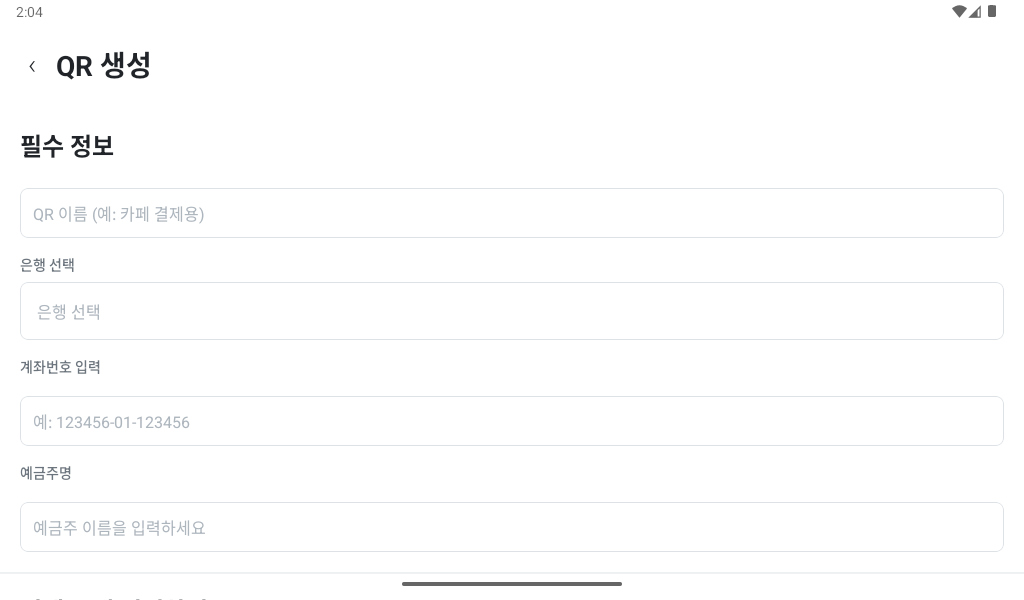 2:04
QR 생성
필수 정보
QR 이름 (예: 카페 결제용)
은행 선택
은행 선택
계좌번호 입력
예: 123456-01-123456
예금주명
예금주 이름을 입력하세요